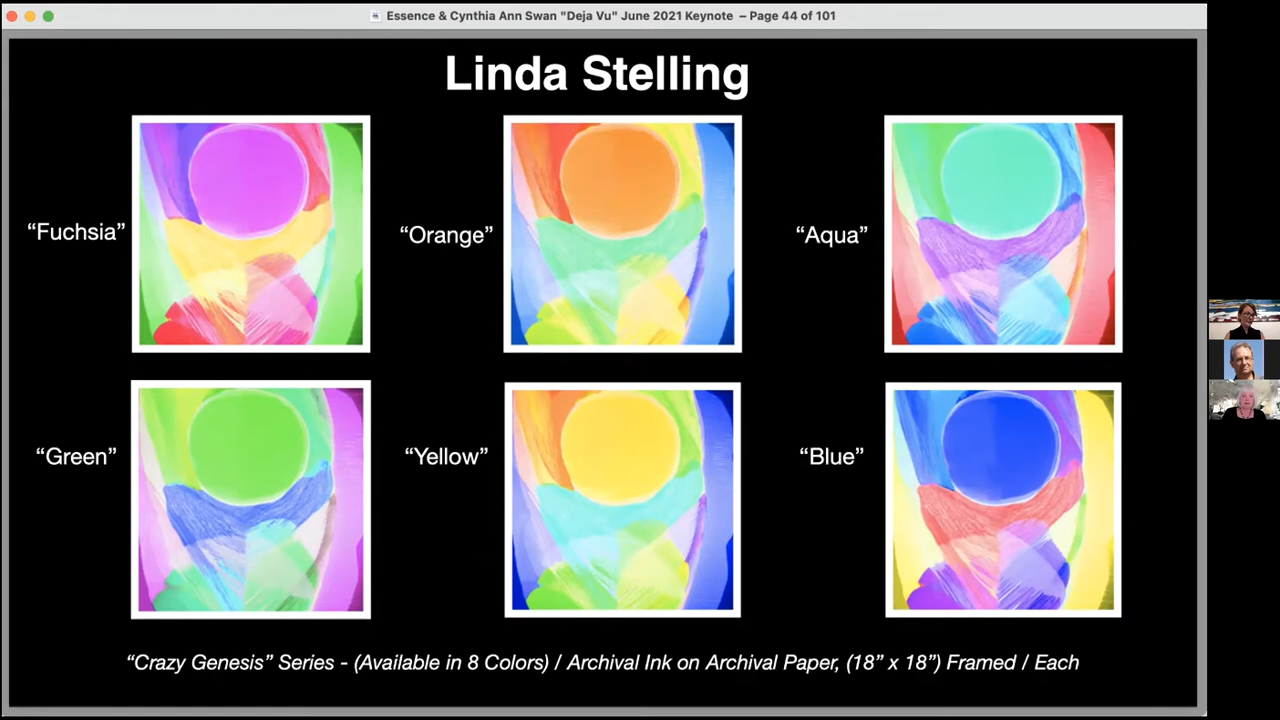 Essence & Cynthia Ann Swan "Deja Vu" June 2021 Keynote – Page 44 of 101
Linda Stelling
“Fuchsia”
“Orange”
“Aqua”
“Green”
“Yellow”
“Blue”
“Crazy Genesis” Series - (Available in 8 Colors) / Archival Ink on Archival Paper, (18” x 18”) Framed / Each